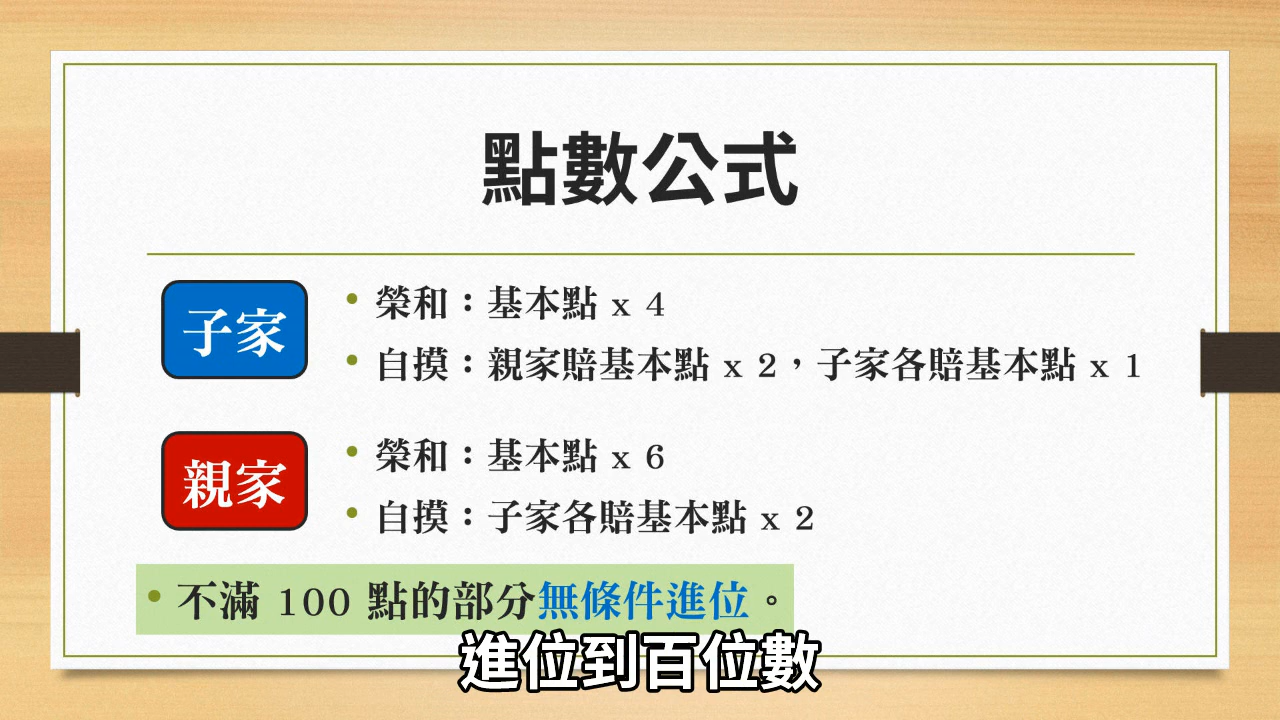 點數公式
子家
• 榮和：基本點 x 4
• 自摸：親家賠基本點 x 2，子家各賠基本點 x 1
親家
• 榮和：基本點 x 6
• 自摸：子家各賠基本點 x 2
• 不滿 100 點的部分無條件進位。
進位到百位數